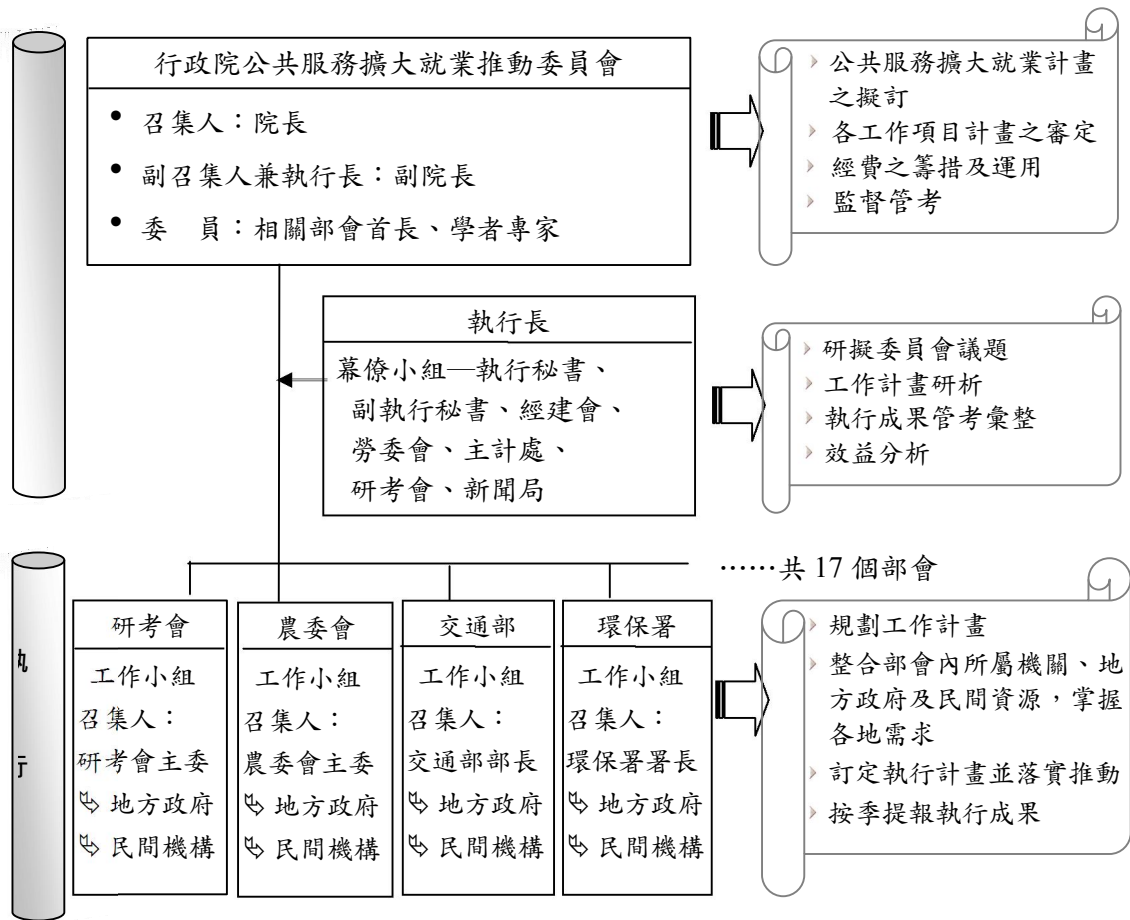 行政院公共服務擴大就業推動委員會
• 召集人：院長
• 副召集人兼執行長：副院長
• 委　員：相關部會首長、學者專家
公共服務擴大就業計畫
之擬訂
各工作項目計畫之審定
經費之籌措及運用
監督管考
執行長
幕僚小組—執行秘書、
副執行秘書、經建會、
勞委會、主計處、
研考會、新聞局
研擬委員會議題
工作計畫研析
執行成果管考彙整
效益分析
……共 17 個部會
執
行
研考會
工作小組
召集人：
研考會主委
地方政府
民間機構
農委會
工作小組
召集人：
農委會主委
地方政府
民間機構
交通部
工作小組
召集人：
交通部部長
地方政府
民間機構
環保署
工作小組
召集人：
環保署署長
地方政府
民間機構
規劃工作計畫
整合部會內所屬機關、地
方政府及民間資源，掌握
各地需求
訂定執行計畫並落實推動
按季提報執行成果